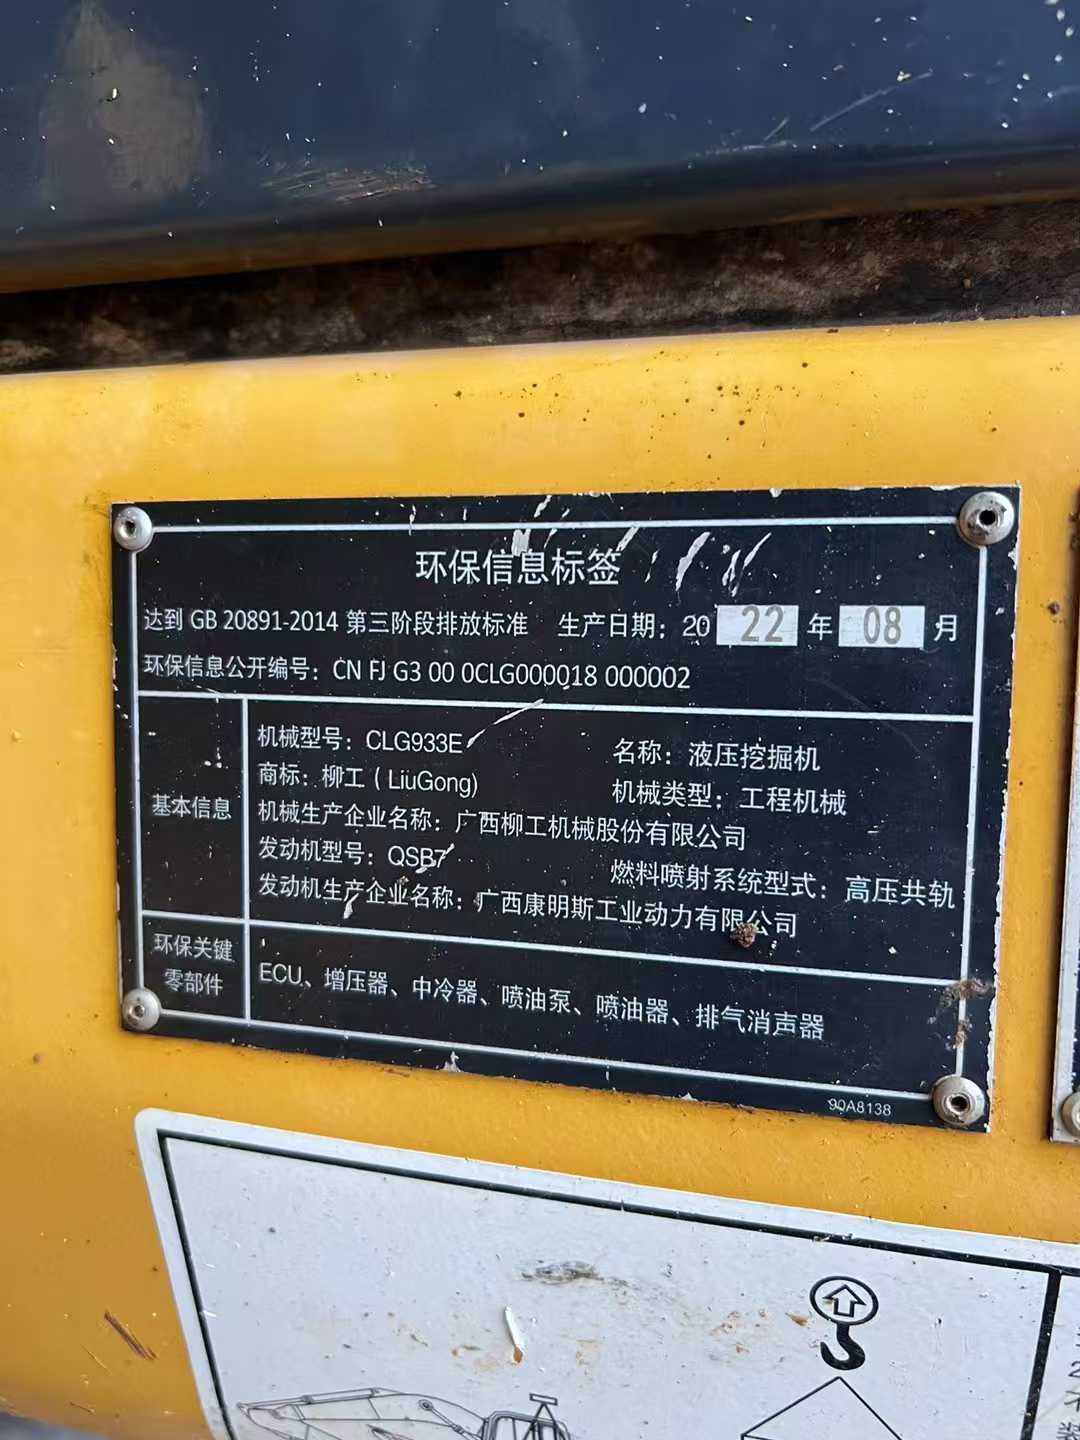 环保信息标签
达到 GB 20891-2014 第三阶段排放标准 生产日期：2022年08月
环保信息公开编号：CN FJ G3 00 0CLG000018 000002
基本信息
机械型号：CLG933E 名称：液压挖掘机
商标：柳工（LiuGong） 机械类型：工程机械
机械生产企业名称：广西柳工机械股份有限公司
发动机型号：QSB7 燃料喷射系统型式：高压共轨
发动机生产企业名称：广西康明斯工业动力有限公司
环保关键
零部件
ECU、增压器、中冷器、喷油泵、喷油器、排气消声器
90A8138